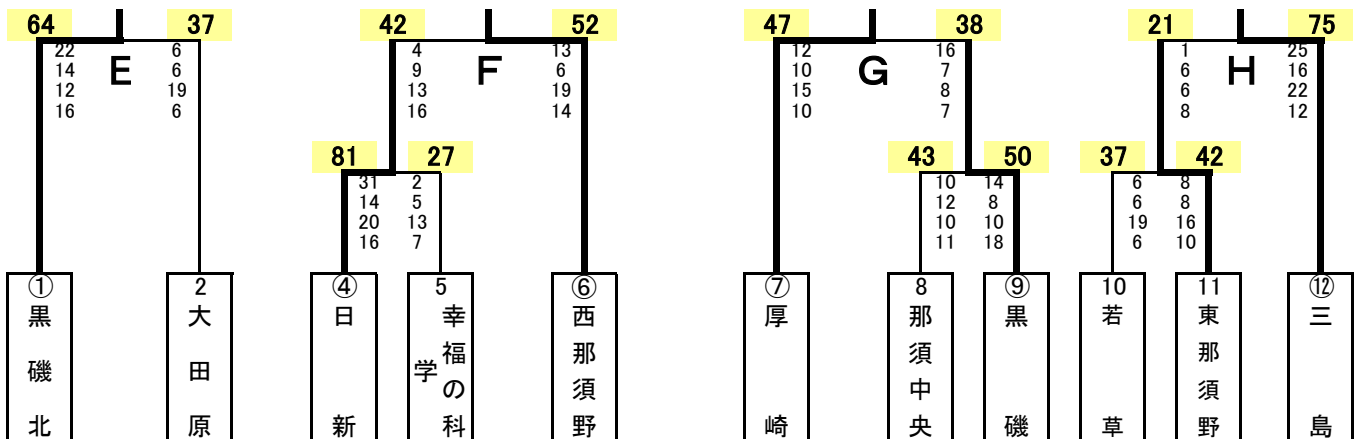 64 37 42 52 47 38 21 75
22 6 4 13 12 16 1 25
14 6 9 6 10 7 6 16
12 19 13 19 15 8 6 22
16 6 16 14 10 7 8 12
E F G H
81 27 43 50 37 42
31 2 10 14 6 8
14 5 12 8 6 8
20 13 10 10 19 16
16 7 11 18 6 10
① 2 ④ 5 ⑥ ⑦ 8 ⑨ 10 11 ⑫
黒磯北
大田原
日新
幸福の科
学
西那須野
厚崎
那須中央
黒磯
若草
東那須野
三島